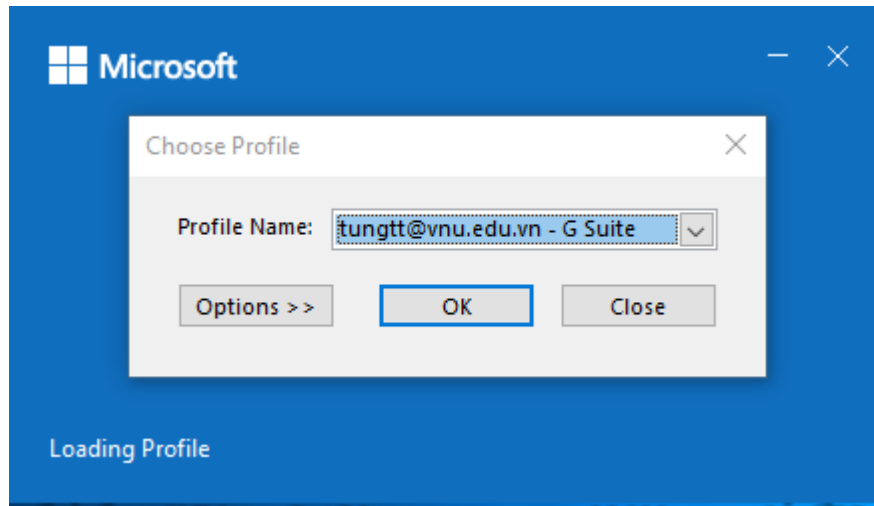 Microsoft
Choose Profile
Profile Name: tungtt@vnu.edu.vn - G Suite
Options >> OK Close
Loading Profile